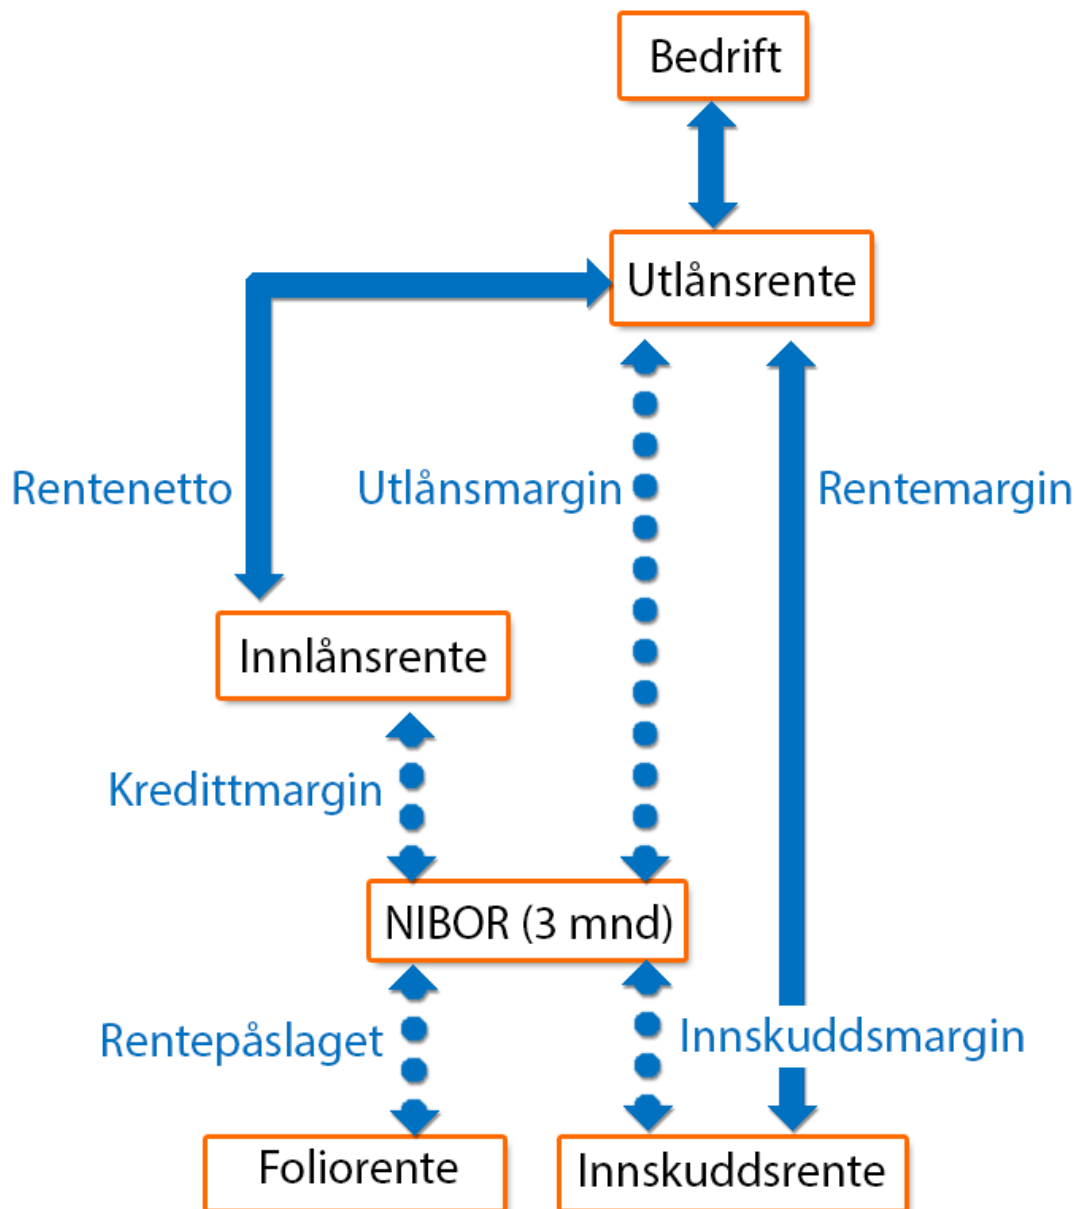 Bedrift
Utlånsrente
Rentenetto
Utlånsmargin
Rentemargin
Innlånsrente
Kredittmargin
NIBOR (3 mnd)
Rentepåslaget
Innskuddsmargin
Foliorente
Innskuddsrente